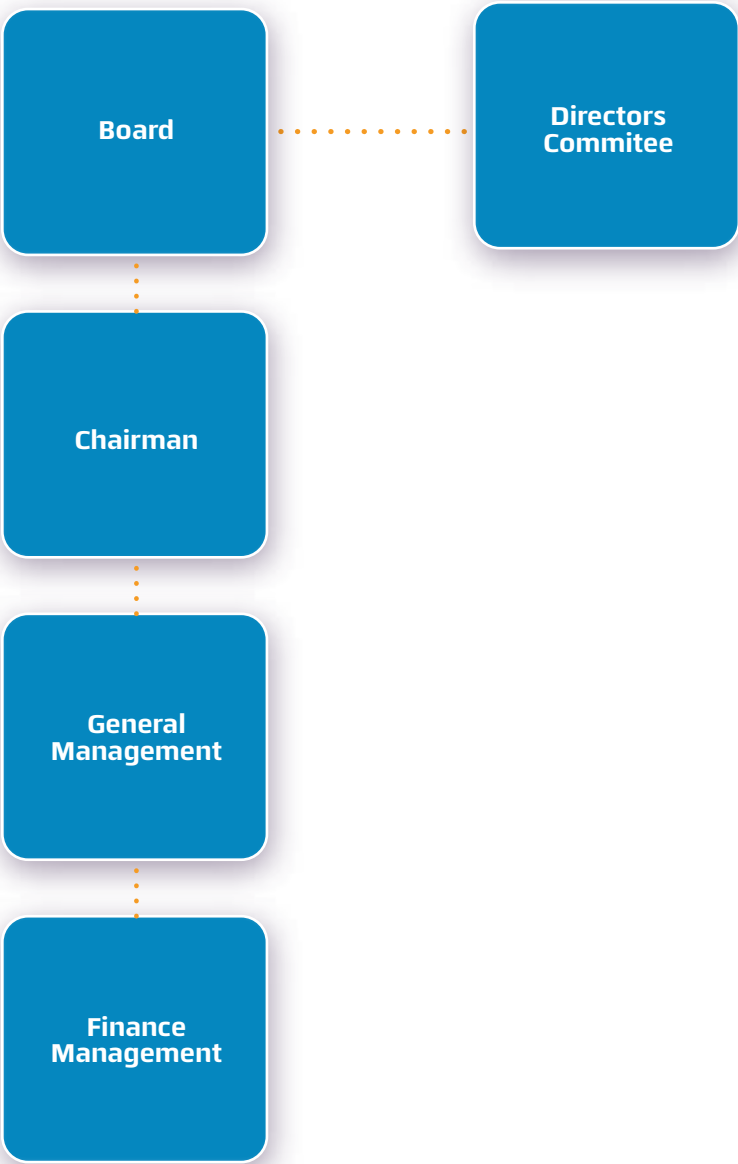 Board
Directors
Commitee
Chairman
General
Management
Finance
Management